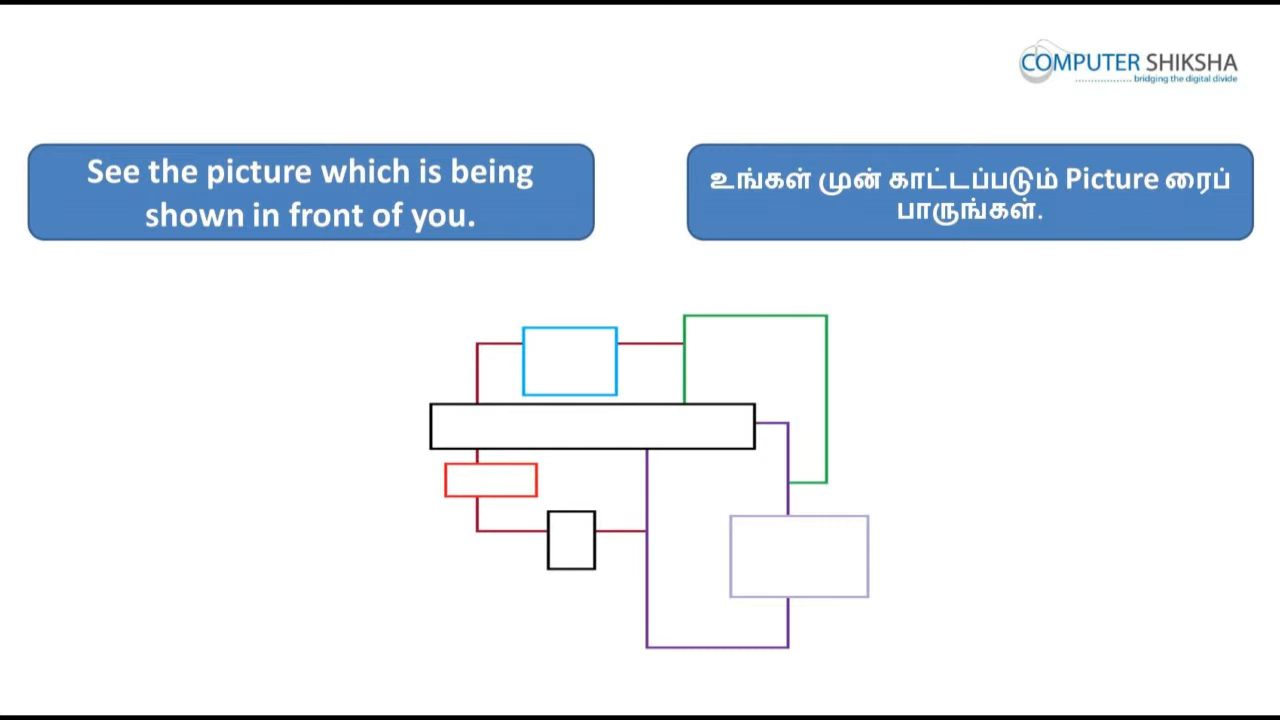 COMPUTER SHIKSHA
bridging the digital divide
See the picture which is being
shown in front of you.
உங்கள் முன் காட்டப்படும் Picture ரைப்
பாருங்கள்.